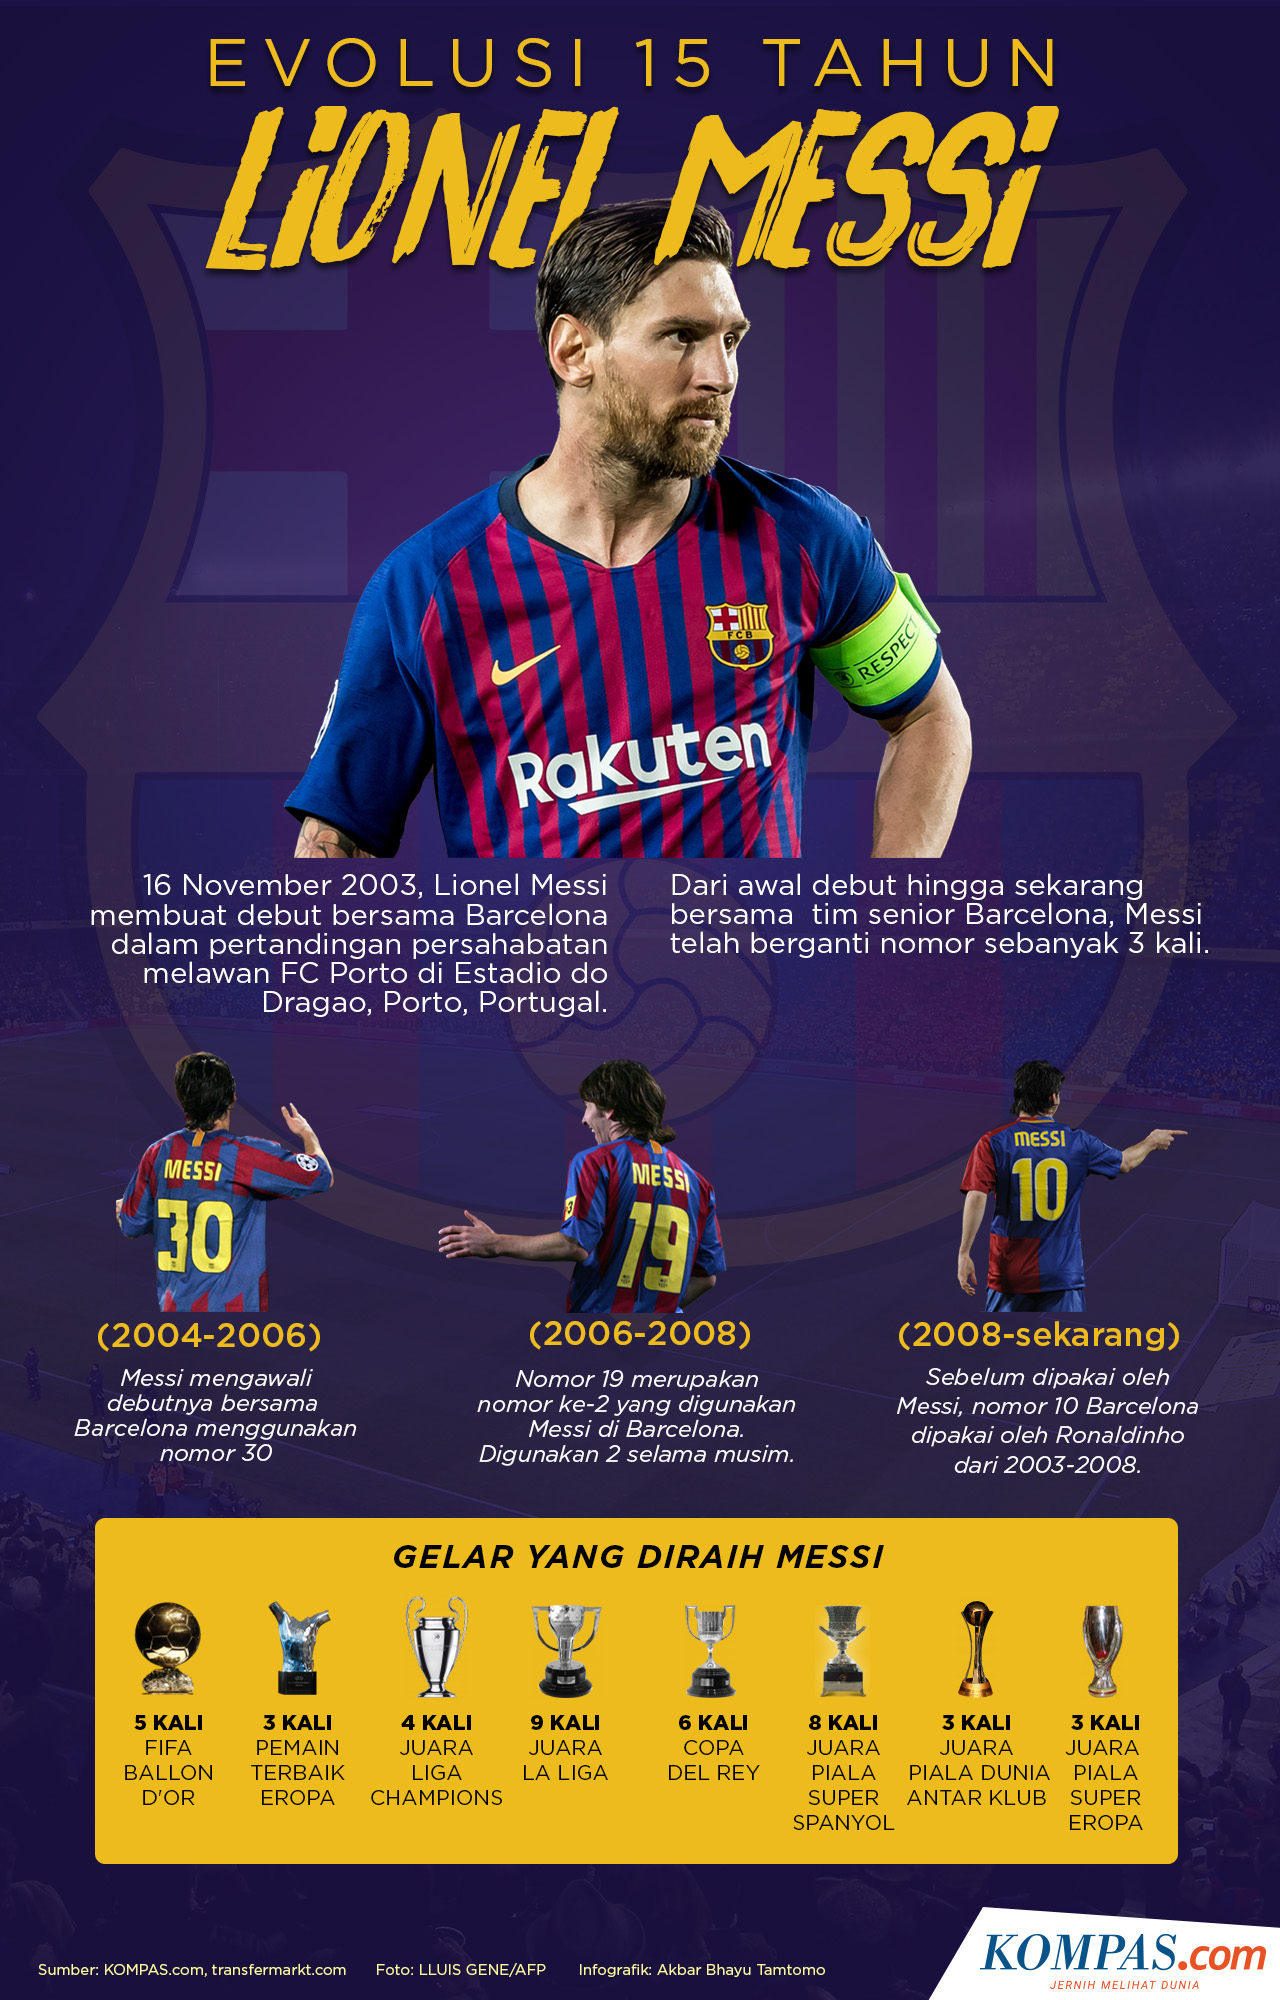 EVOLUSI 15 TAHUN
LIONEL MESSI
FCB
RESPECT
Rakuten
16 November 2003, Lionel Messi
membuat debut bersama Barcelona
dalam pertandingan persahabatan
melawan FC Porto di Estadio do
Dragao, Porto, Portugal.
Dari awal debut hingga sekarang
bersama tim senior Barcelona, Messi
telah berganti nomor sebanyak 3 kali.
MESSI
30
MESSI
19
MESSI
10
(2004-2006)
Messi mengawali
debutnya bersama
Barcelona menggunakan
nomor 30
(2006-2008)
Nomor 19 merupakan
nomor ke-2 yang digunakan
Messi di Barcelona.
Digunakan 2 selama musim.
(2008-sekarang)
Sebelum dipakai oleh
Messi, nomor 10 Barcelona
dipakai oleh Ronaldinho
dari 2003-2008.
GELAR YANG DIRAIH MESSI
5 KALI
FIFA
BALLON
D'OR
3 KALI
PEMAIN
TERBAIK
EROPA
4 KALI
JUARA
LIGA
CHAMPIONS
9 KALI
JUARA
LA LIGA
6 KALI
COPA
DEL REY
8 KALI
JUARA
PIALA
SUPER
SPANYOL
3 KALI
JUARA
PIALA DUNIA
ANTAR KLUB
3 KALI
JUARA
PIALA
SUPER
EROPA
Sumber: KOMPAS.com, transfermarkt.com
Foto: LLUIS GENE/AFP
Infografik: Akbar Bhayu Tamtomo
KOMPAS.com
JERNIH MELIHAT DUNIA